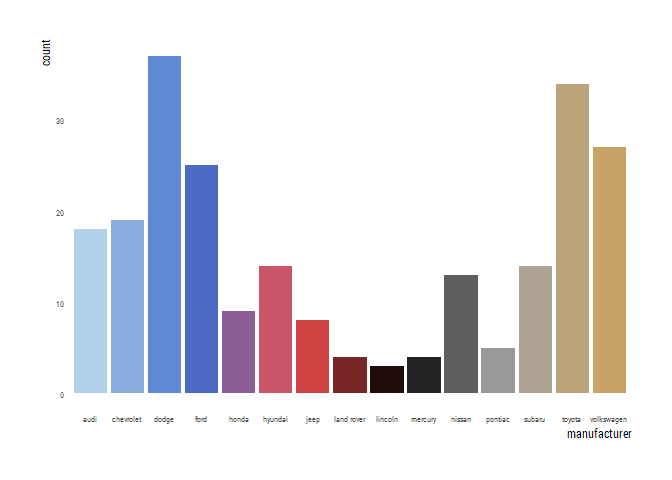 count
30
20
10
0
audi chevrolet dodge ford honda hyundai jeep land rover lincoln mercury nissan pontiac subaru toyota volkswagen
manufacturer